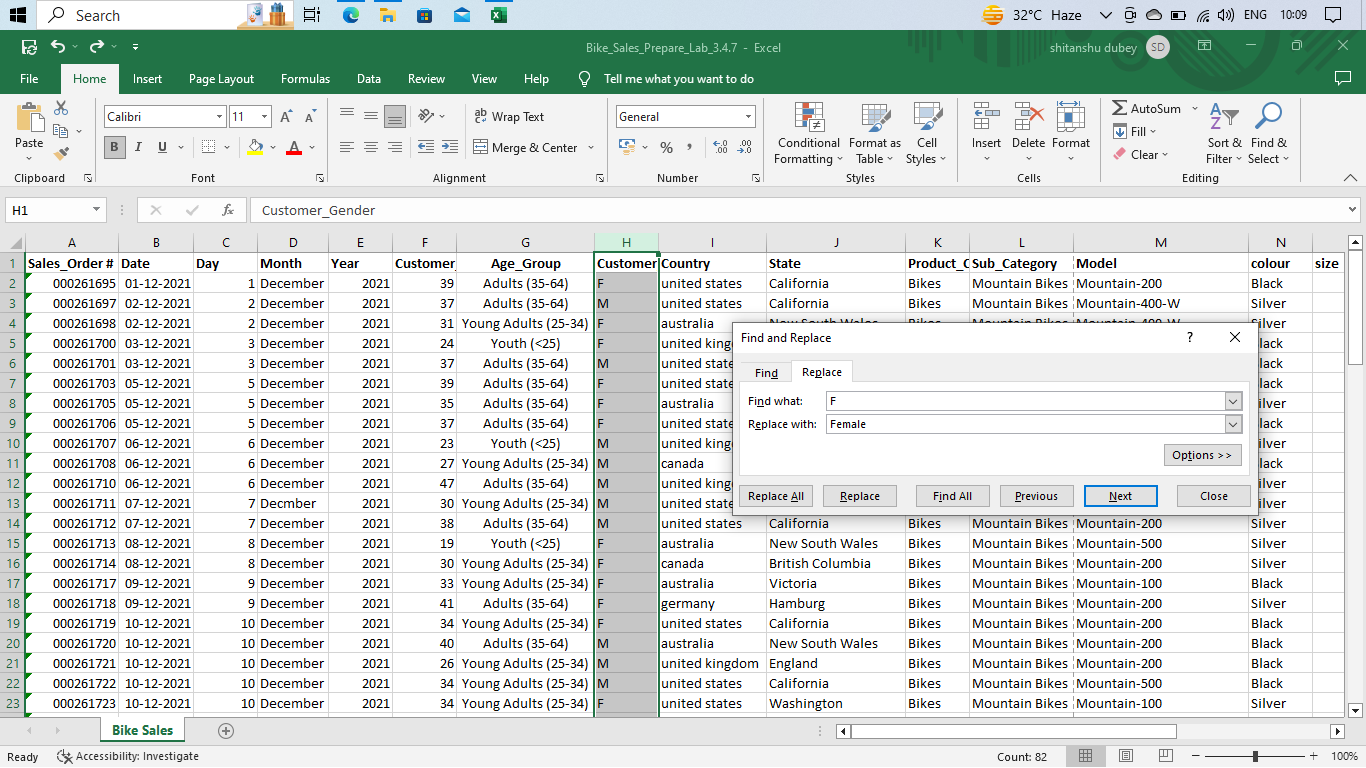 Search
32°C Haze
ENG 10:09
Bike_Sales_Prepare_Lab_3.4.7 - Excel
shitanshu dubey SD
File Home Insert Page Layout Formulas Data Review View Help Tell me what you want to do
Paste
Calibri 11
B I U
ab Wrap Text
Merge & Center
General
% ,
Conditional Formatting
Format as Table
Cell Styles
Insert
Delete
Format
AutoSum
Fill
Clear
Sort & Filter
Find & Select
Clipboard Font Alignment Number Styles Cells Editing
H1 fx Customer_Gender
A B C D E F G H I J K L M N
1 Sales_Order # Date Day Month Year Customer_ Age_Group Customer Country State Product_C Sub_Category Model colour size
2 000261695 01-12-2021 1 December 2021 39 Adults (35-64) F united states California Bikes Mountain Bikes Mountain-200 Black
3 000261697 02-12-2021 2 December 2021 37 Adults (35-64) M united states California Bikes Mountain Bikes Mountain-400-W Silver
4 000261698 02-12-2021 2 December 2021 31 Young Adults (25-34) F australia New South Wales Bikes Mountain Bikes Mountain-400-W Silver
5 000261700 03-12-2021 3 December 2021 24 Youth (<25) F united king lack
6 000261701 03-12-2021 3 December 2021 37 Adults (35-64) M united state lack
7 000261703 05-12-2021 5 December 2021 39 Adults (35-64) F united state lack
8 000261705 05-12-2021 5 December 2021 35 Adults (35-64) F australia ilver
9 000261706 05-12-2021 5 December 2021 37 Adults (35-64) F united state lack
10 000261707 06-12-2021 6 December 2021 23 Youth (<25) M united king ilver
11 000261708 06-12-2021 6 December 2021 27 Young Adults (25-34) M canada lack
12 000261710 06-12-2021 6 December 2021 47 Adults (35-64) M united king ilver
13 000261711 07-12-2021 7 Decmber 2021 30 Young Adults (25-34) M united state ilver
14 000261712 07-12-2021 7 December 2021 38 Adults (35-64) M united states California Bikes Mountain Bikes Mountain-200 Silver
15 000261713 08-12-2021 8 December 2021 19 Youth (<25) F australia New South Wales Bikes Mountain Bikes Mountain-500 Silver
16 000261714 08-12-2021 8 December 2021 30 Young Adults (25-34) F canada British Columbia Bikes Mountain Bikes Mountain-200 Silver
17 000261717 09-12-2021 9 December 2021 33 Young Adults (25-34) F australia Victoria Bikes Mountain Bikes Mountain-100 Black
18 000261718 09-12-2021 9 December 2021 41 Adults (35-64) F germany Hamburg Bikes Mountain Bikes Mountain-200 Silver
19 000261719 10-12-2021 10 December 2021 34 Young Adults (25-34) F united states California Bikes Mountain Bikes Mountain-200 Black
20 000261720 10-12-2021 10 December 2021 40 Adults (35-64) M australia New South Wales Bikes Mountain Bikes Mountain-200 Black
21 000261721 10-12-2021 10 December 2021 26 Young Adults (25-34) M united kingdom England Bikes Mountain Bikes Mountain-200 Black
22 000261722 10-12-2021 10 December 2021 34 Young Adults (25-34) M united states California Bikes Mountain Bikes Mountain-500 Black
23 000261723 10-12-2021 10 December 2021 34 Young Adults (25-34) F united states Washington Bikes Mountain Bikes Mountain-100 Silver
Find and Replace ?
Find Replace
Find what: F
Replace with: Female
Options >>
Replace All Replace Find All Previous Next Close
Bike Sales
Ready Accessibility: Investigate Count: 82 100%